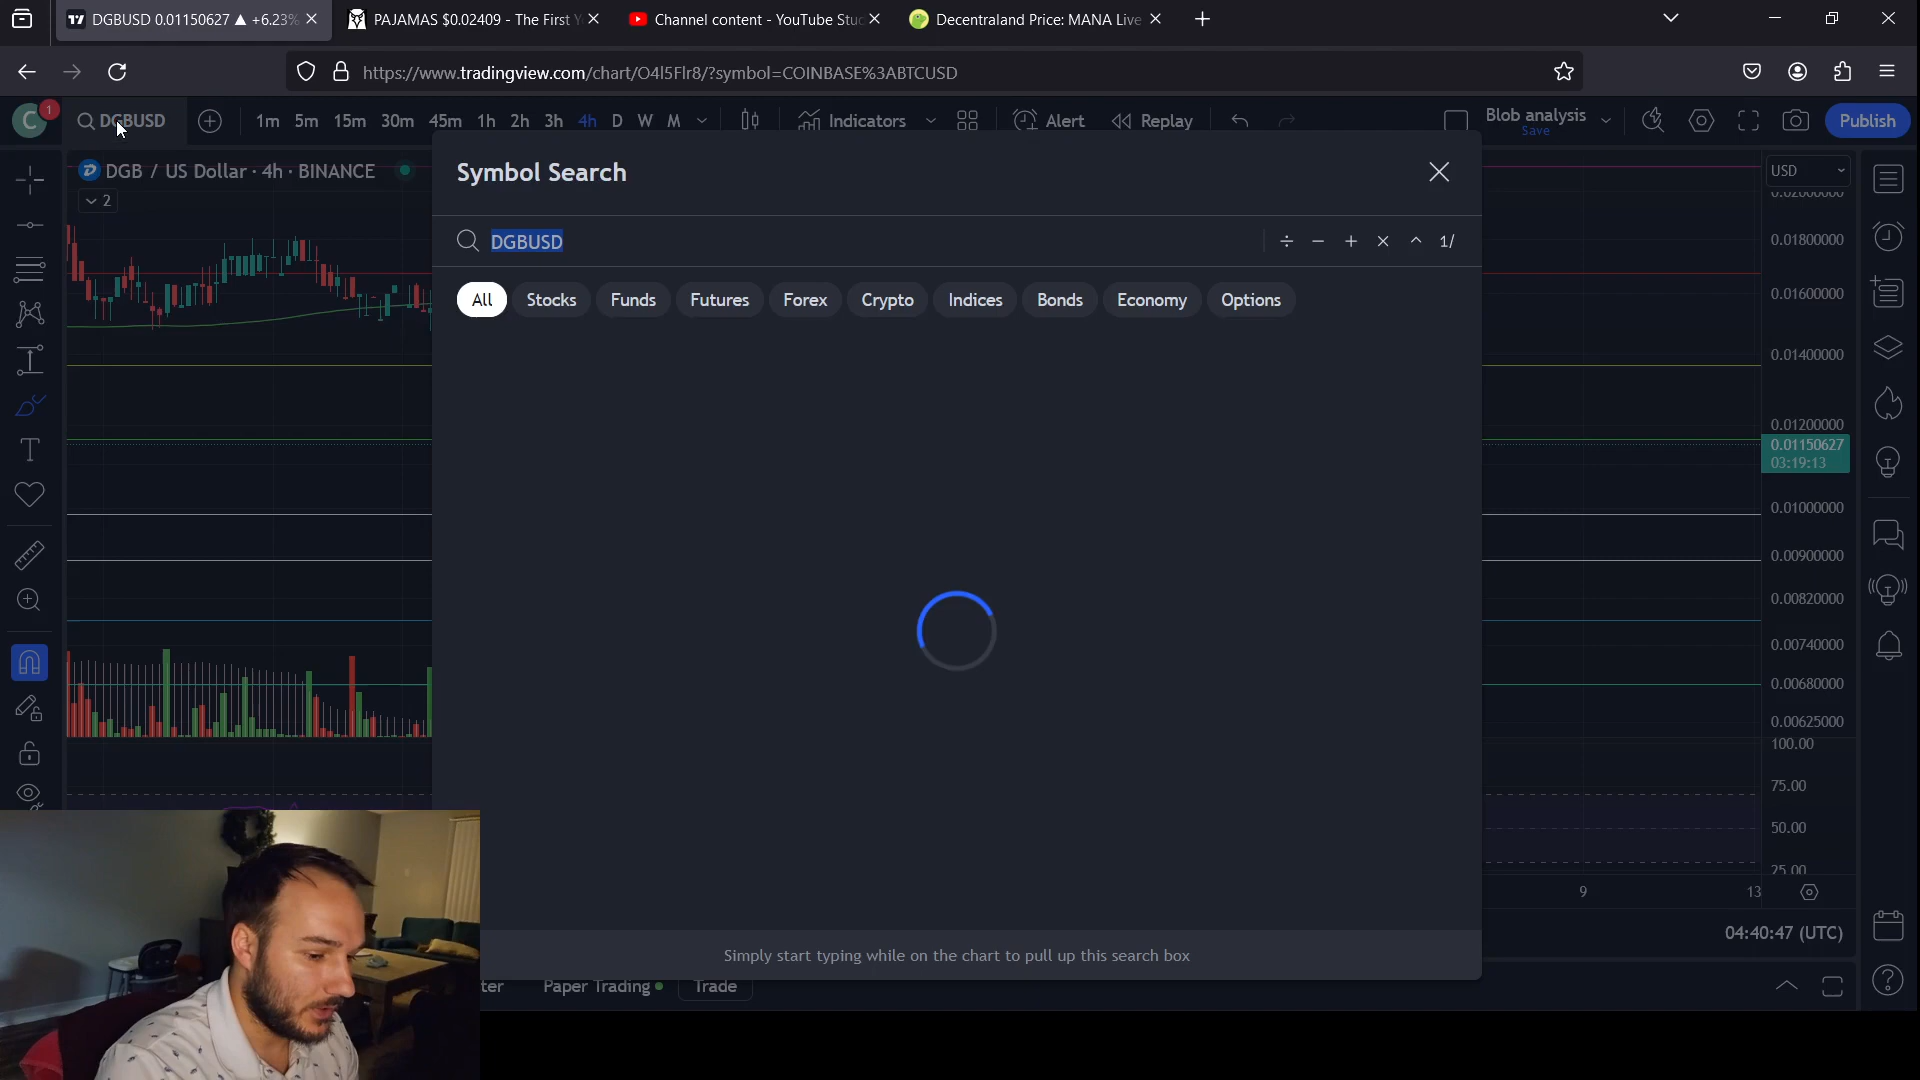 DGBUSD 0.01150627 ▲ +6.23%
PAJAMAS $0.02409 - The First Y
Channel content - YouTube Stu
Decentraland Price: MANA Live
https://www.tradingview.com/chart/O4l5Flr8/?symbol=COINBASE%3ABTCUSD
C 1
DGBUSD
1m 5m 15m 30m 45m 1h 2h 3h 4h D W M
Indicators
Alert
Replay
Blob analysis
Save
Publish
DGB / US Dollar · 4h · BINANCE
2
Symbol Search
DGBUSD
÷ − + × ^ 1/
All Stocks Funds Futures Forex Crypto Indices Bonds Economy Options
Simply start typing while on the chart to pull up this search box
USD
0.02000000
0.01800000
0.01600000
0.01400000
0.01200000
0.01150627
03:19:13
0.01000000
0.00900000
0.00820000
0.00740000
0.00680000
0.00625000
100.00
75.00
50.00
25.00
9 13
04:40:47 (UTC)
ter Paper Trading Trade